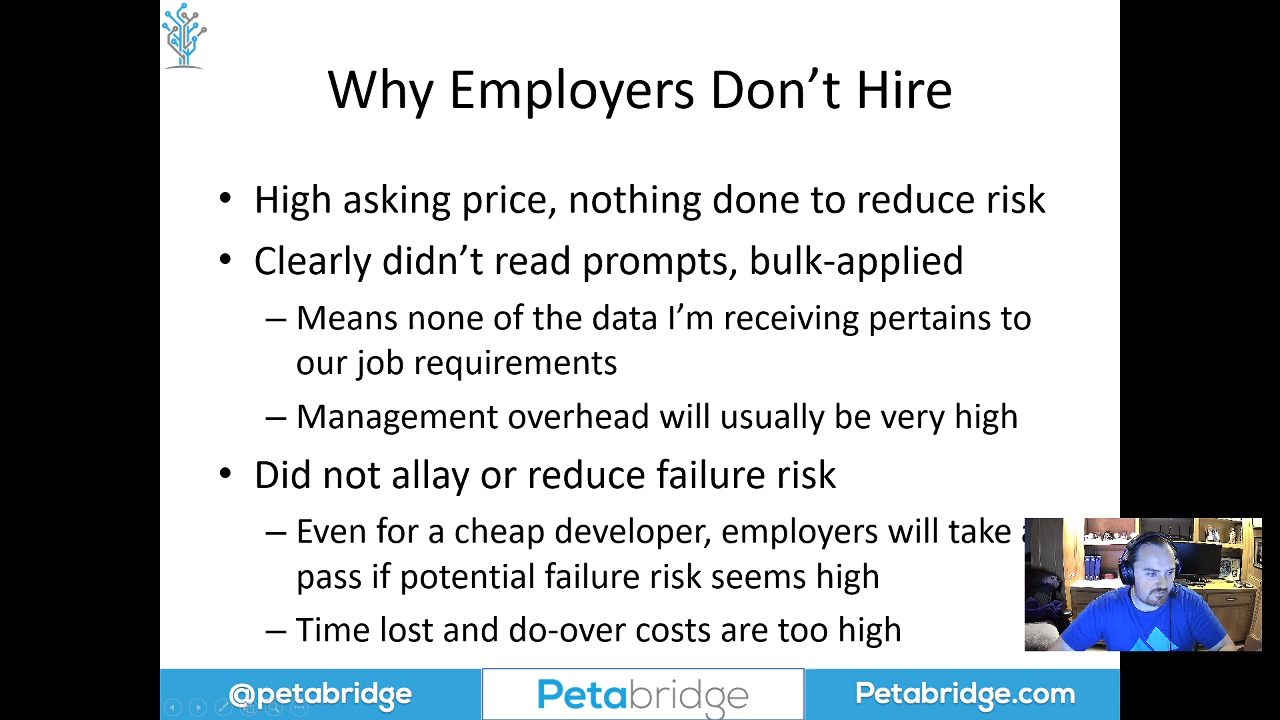 Why Employers Don’t Hire
• High asking price, nothing done to reduce risk
• Clearly didn’t read prompts, bulk-applied
– Means none of the data I’m receiving pertains to
our job requirements
– Management overhead will usually be very high
• Did not allay or reduce failure risk
– Even for a cheap developer, employers will take
pass if potential failure risk seems high
– Time lost and do-over costs are too high
@petabridge
Petabridge
Petabridge.com